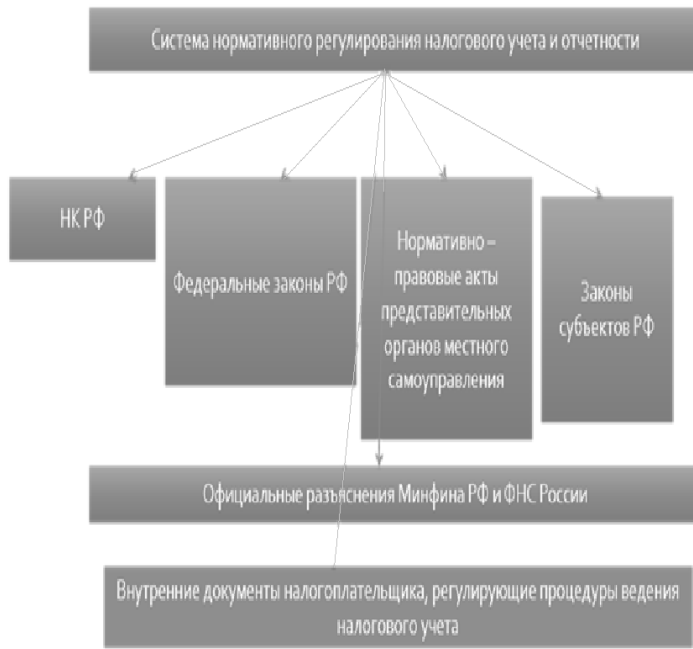 Система нормативного регулирования налогового учета и отчетности
НК РФ
Федеральные законы РФ
Нормативно –
правовые акты
представительных
органов местного
самоуправления
Законы
субъектов РФ
Официальные разъяснения Минфина РФ и ФНС России
Внутренние документы налогоплательщика, регулирующие процедуры ведения
налогового учета